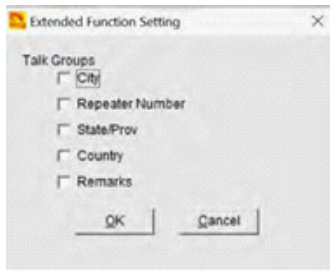 Extended Function Setting
Talk Groups
City
Repeater Number
State/Prov
Country
Remarks
OK
Cancel